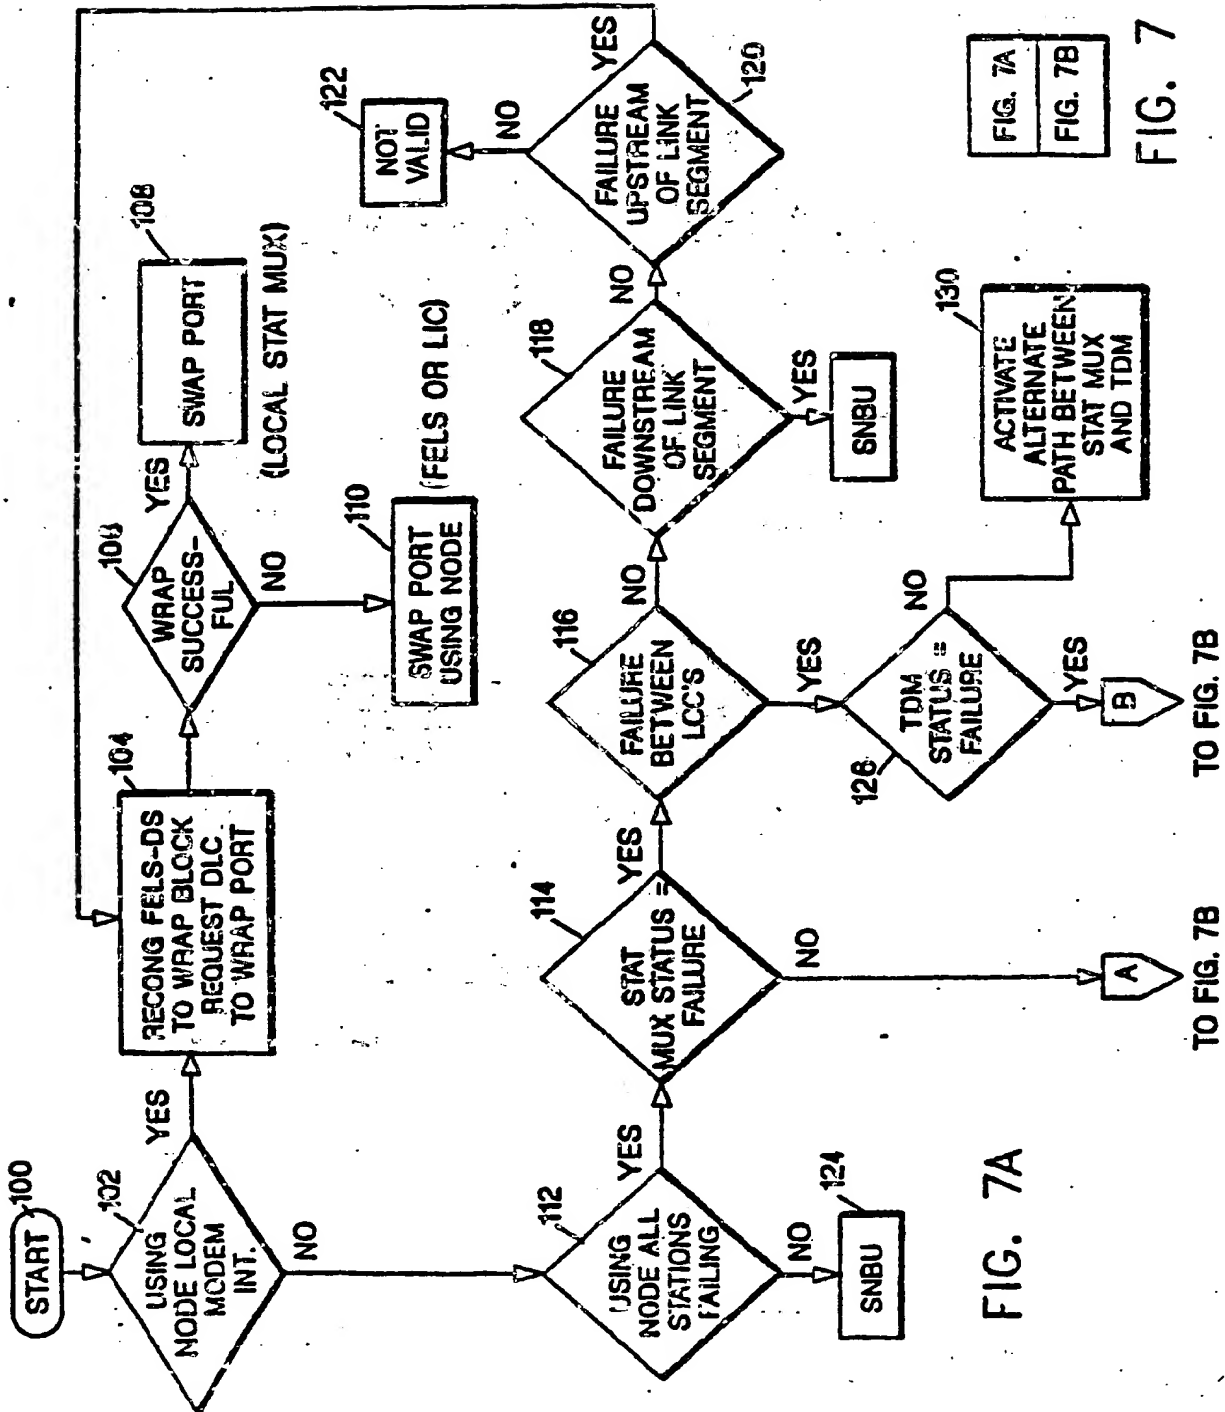 START
100
USING
NODE LOCAL
MODEM
INT.
102
YES
NO
RECONG FELS-DS
TO WRAP BLOCK
REQUEST DLC
TO WRAP PORT
104
WRAP
SUCCESS-
FUL
106
YES
NO
SWAP PORT
108
(LOCAL STAT MUX)
SWAP PORT
USING NODE
110
(FELS OR LIC)
USING
NODE ALL
STATIONS
FAILING
112
YES
NO
SNBU
124
STAT
MUX STATUS =
FAILURE
114
YES
NO
A
TO FIG. 7B
FAILURE
BETWEEN
LCC'S
116
NO
YES
TDM
STATUS =
FAILURE
126
NO
YES
B
TO FIG. 7B
ACTIVATE
ALTERNATE
PATH BETWEEN
STAT MUX
AND TDM
130
FAILURE
DOWNSTREAM
OF LINK
SEGMENT
118
NO
YES
SNBU
FAILURE
UPSTREAM
OF LINK
SEGMENT
120
YES
NO
NOT
VALID
122
FIG. 7A
FIG. 7A
FIG. 7B
FIG. 7